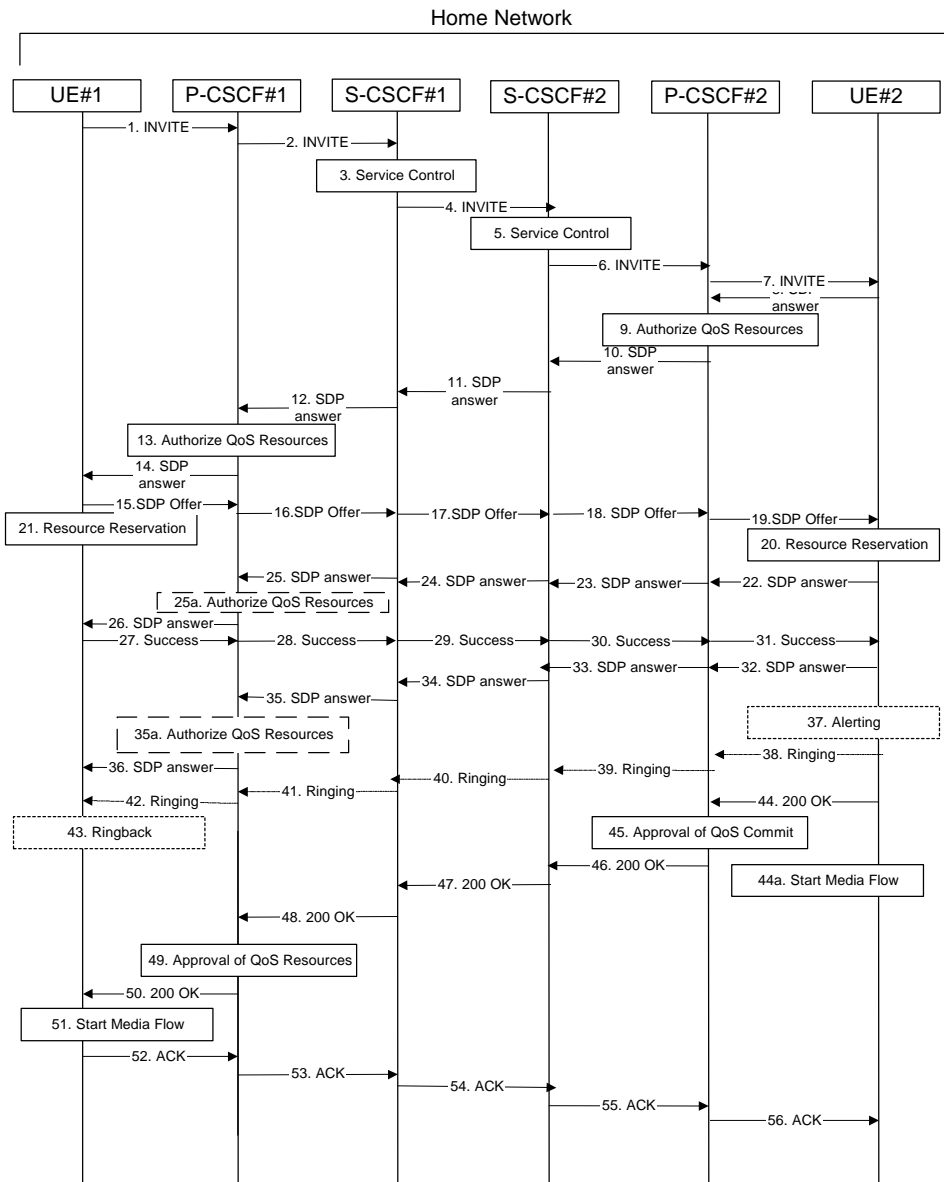 Home Network
UE#1
P-CSCF#1
S-CSCF#1
S-CSCF#2
P-CSCF#2
UE#2
1. INVITE
2. INVITE
3. Service Control
4. INVITE
5. Service Control
6. INVITE
7. INVITE
SDP
answer
9. Authorize QoS Resources
10. SDP
answer
11. SDP
answer
12. SDP
answer
13. Authorize QoS Resources
14. SDP
answer
15.SDP Offer
16.SDP Offer
17.SDP Offer
18. SDP Offer
19.SDP Offer
21. Resource Reservation
20. Resource Reservation
25. SDP answer
24. SDP answer
23. SDP answer
22. SDP answer
25a. Authorize QoS Resources
26. SDP answer
27. Success
28. Success
29. Success
30. Success
31. Success
33. SDP answer
32. SDP answer
34. SDP answer
35. SDP answer
37. Alerting
35a. Authorize QoS Resources
38. Ringing
36. SDP answer
39. Ringing
40. Ringing
41. Ringing
42. Ringing
44. 200 OK
43. Ringback
45. Approval of QoS Commit
46. 200 OK
44a. Start Media Flow
47. 200 OK
48. 200 OK
49. Approval of QoS Resources
50. 200 OK
51. Start Media Flow
52. ACK
53. ACK
54. ACK
55. ACK
56. ACK